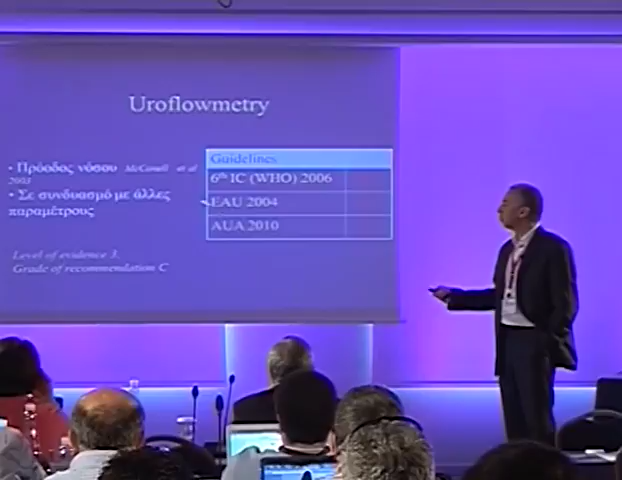 Uroflowmetry
• Πρόοδος νόσου McConell et al
2003
• Σε συνδυασμό με άλλες
παραμέτρους
Level of evidence 3.
Grade of recommendation C
Guidelines
6th IC (WHO) 2006
EAU 2004
AUA 2010